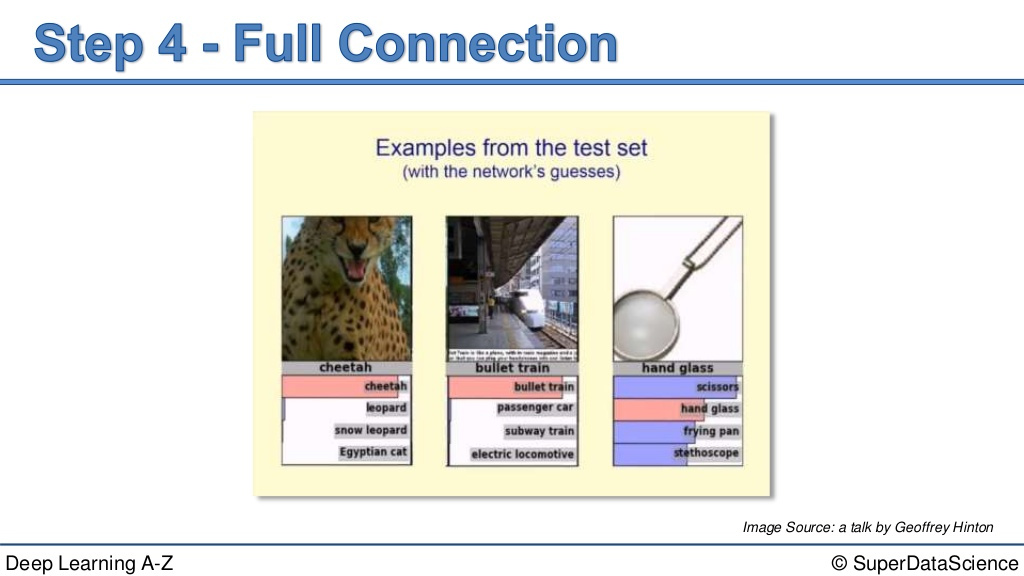 Step 4 - Full Connection
Examples from the test set
(with the network's guesses)
cheetah
cheetah
leopard
snow leopard
Egyptian cat
bullet train
bullet train
passenger car
subway train
electric locomotive
hand glass
scissors
hand glass
frying pan
stethoscope
Image Source: a talk by Geoffrey Hinton
Deep Learning A-Z
© SuperDataScience